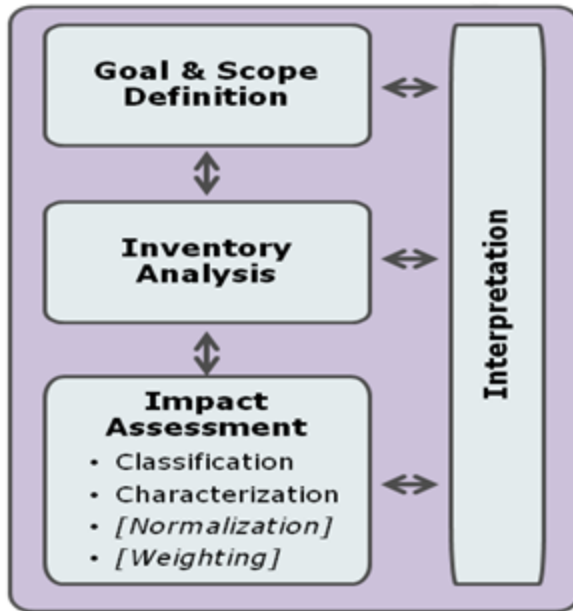 Goal & Scope
Definition
Inventory
Analysis
Impact
Assessment
• Classification
• Characterization
• [Normalization]
• [Weighting]
Interpretation